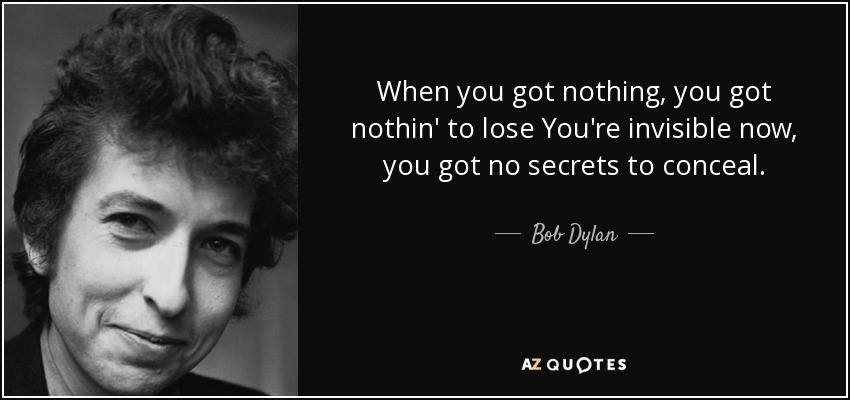 When you got nothing, you got
nothin' to lose You're invisible now,
you got no secrets to conceal.
Bob Dylan
AZ QUOTES